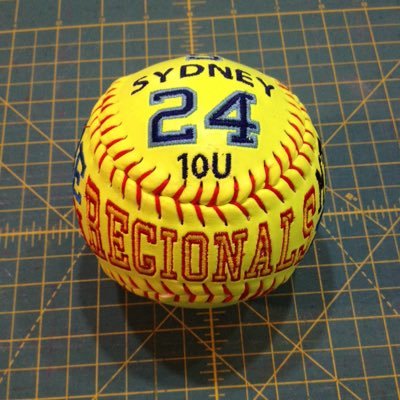 SYDNEY
24
10U
REGIONALS